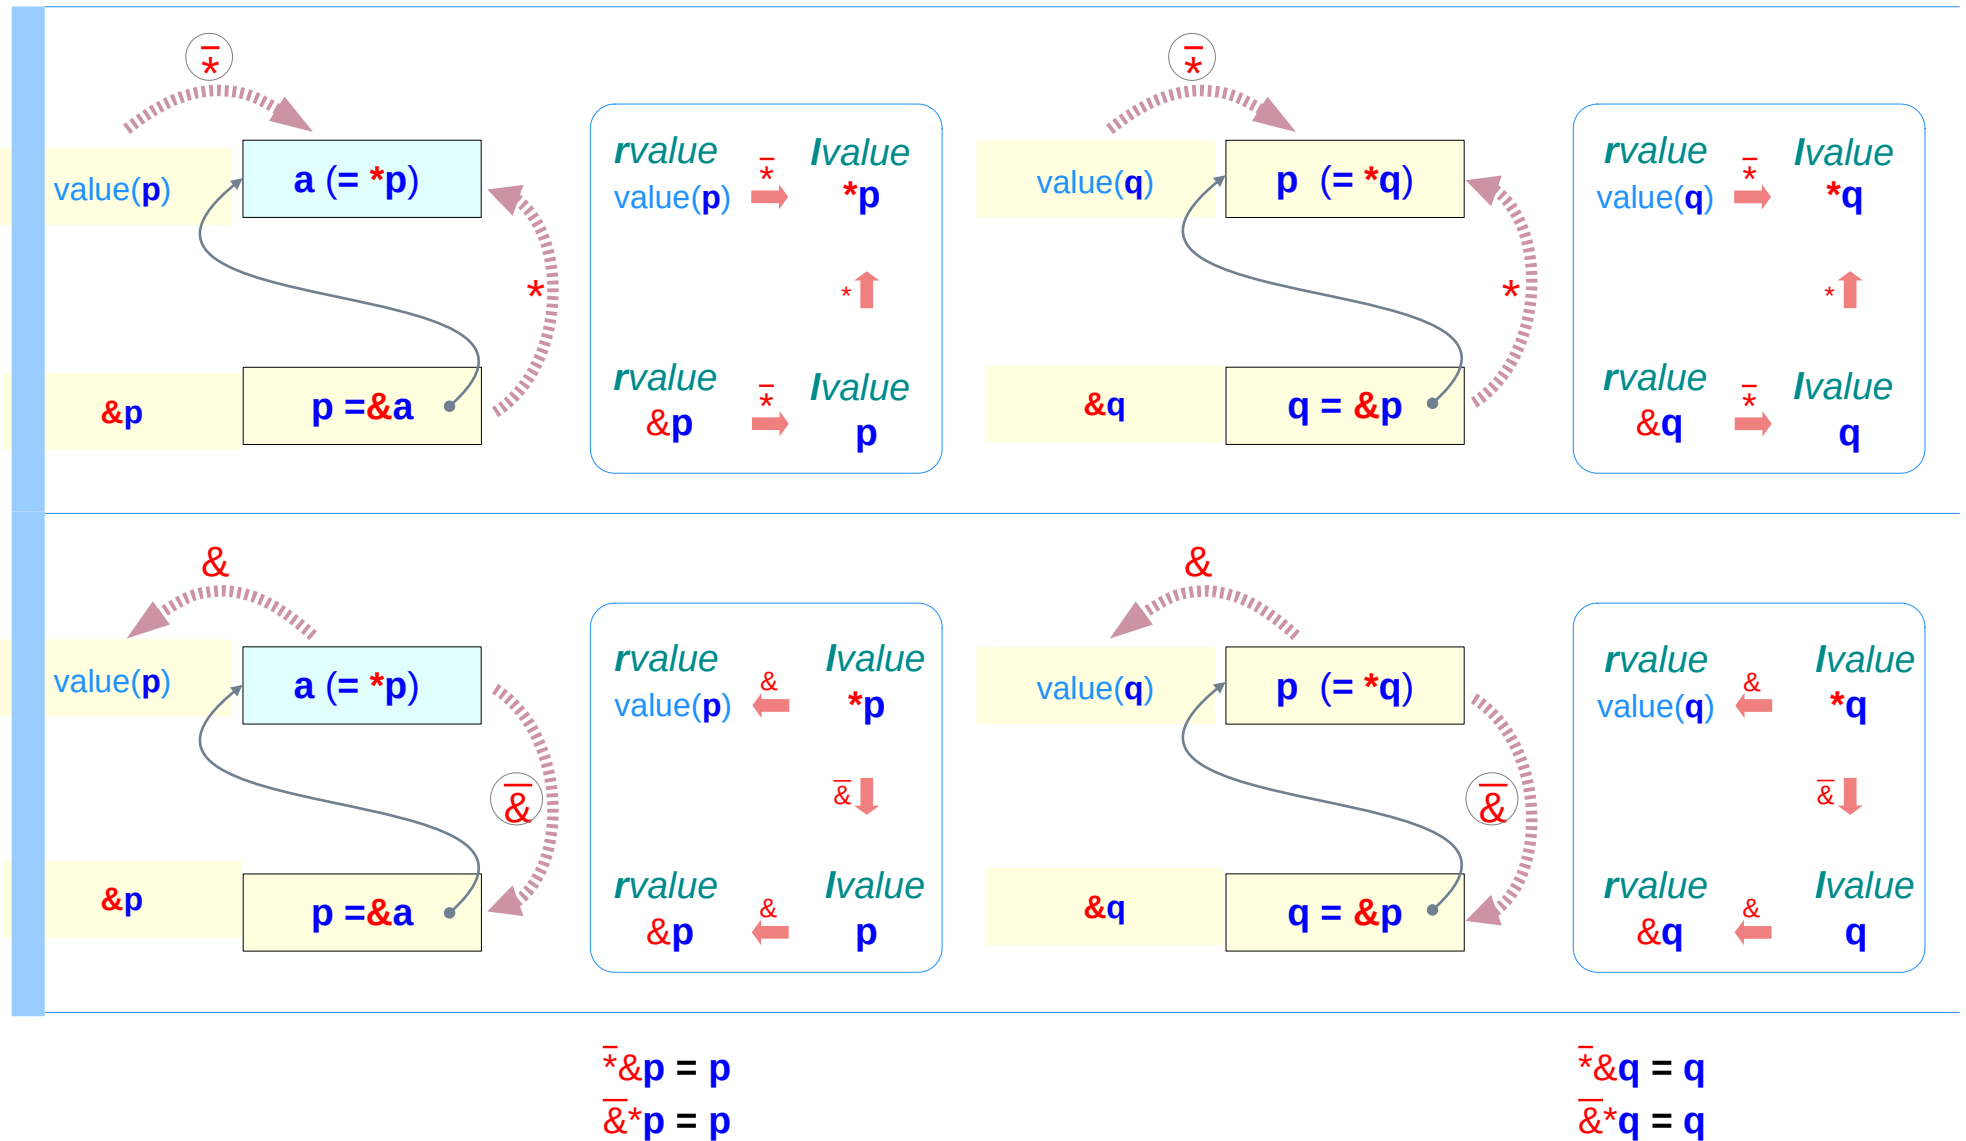 *̅ *̅
rvalue lvalue rvalue lvalue
value(p) a (= *p) value(p) *̅ *p value(q) p (= *q) value(q) *̅ *q
* * * *
rvalue lvalue rvalue lvalue
&p p =&a &p *̅ p &q q = &p &q *̅ q
& &
rvalue lvalue rvalue lvalue
value(p) a (= *p) value(p) & *p value(q) p (= *q) value(q) & *q
&̅ &̅ &̅ &̅
rvalue lvalue rvalue lvalue
&p p =&a &p & p &q q = &p &q & q
*̅&p = p *̅&q = q
&̅*p = p &̅*q = q